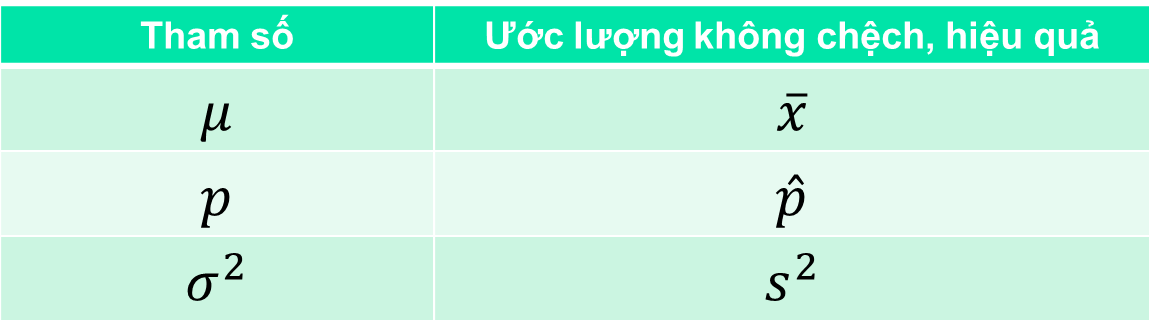 Tham số Ước lượng không chệch, hiệu quả
μ x̄
p p̂
σ² s²